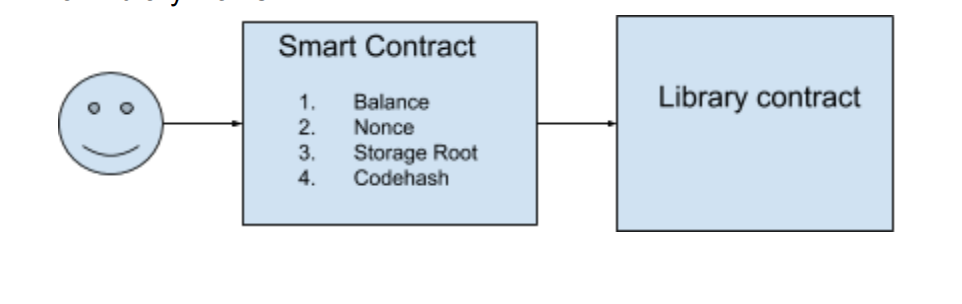 Smart Contract
1. Balance
2. Nonce
3. Storage Root
4. Codehash
Library contract